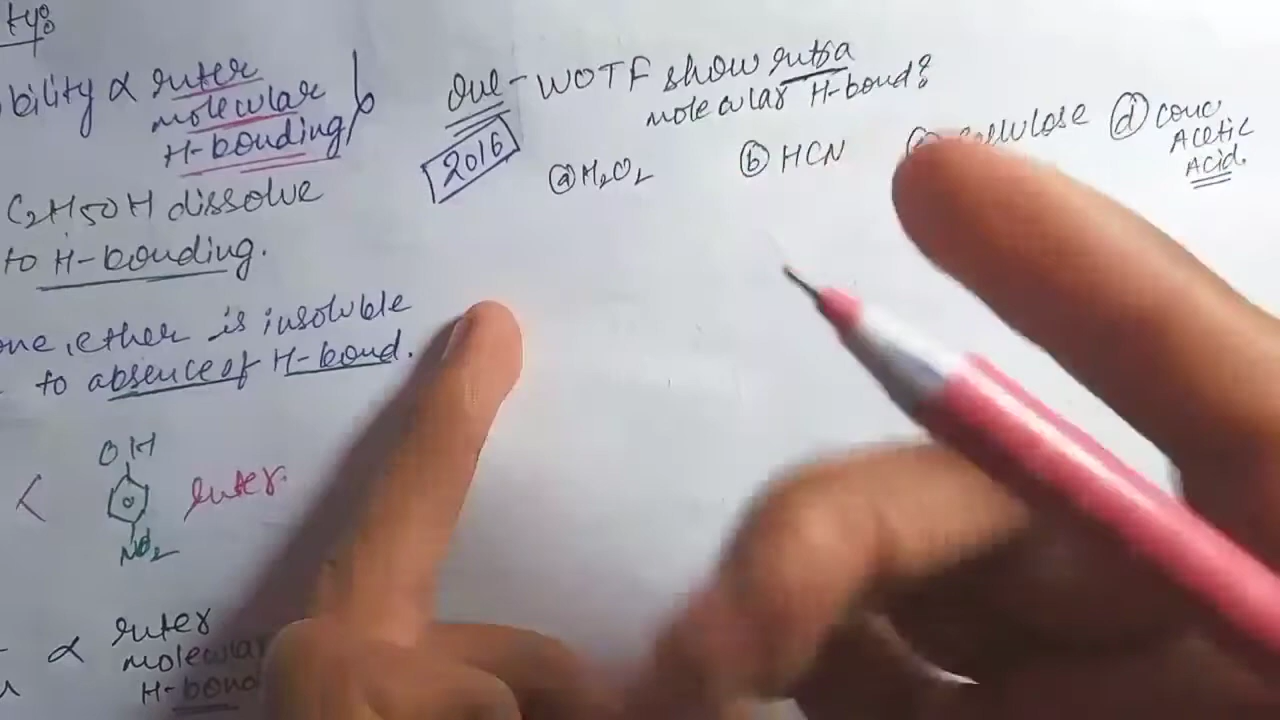 bility ∝ Inter
molecular
H-bonding
C₂H5OH dissolve
to H-bonding.
one, ether is insoluble
to absence of H-bond.
<
OH
NO₂
Inter.
∝ Inter
molecular
H-bond
Que - WOTF show Intra
molecular H-bond?
2016
ⓐ H₂O₂
ⓑ HCN
Cellulose
ⓓ Conc
Acetic
Acid.